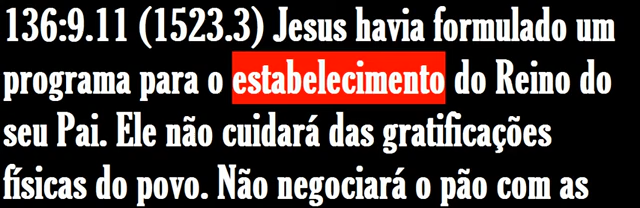 136:9.11 (1523.3) Jesus havia formulado um
programa para o estabelecimento do Reino do
seu Pai. Ele não cuidará das gratificações
físicas do povo. Não negociará o pão com as